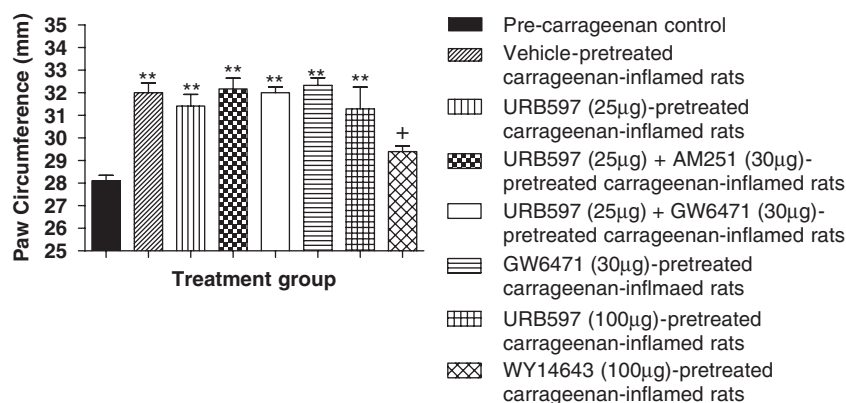 Paw Circumference (mm)
35
34
33
32
31
30
29
28
27
26
25
**
**
**
**
**
**
+
Treatment group
Pre-carrageenan control
Vehicle-pretreated
carrageenan-inflamed rats
URB597 (25μg)-pretreated
carrageenan-inflamed rats
URB597 (25μg) + AM251 (30μg)-
pretreated carrageenan-inflamed rats
URB597 (25μg) + GW6471 (30μg)-
pretreated carrageenan-inflamed rats
GW6471 (30μg)-pretreated
carrageenan-inflmaed rats
URB597 (100μg)-pretreated
carrageenan-inflamed rats
WY14643 (100μg)-pretreated
carrageenan-inflamed rats